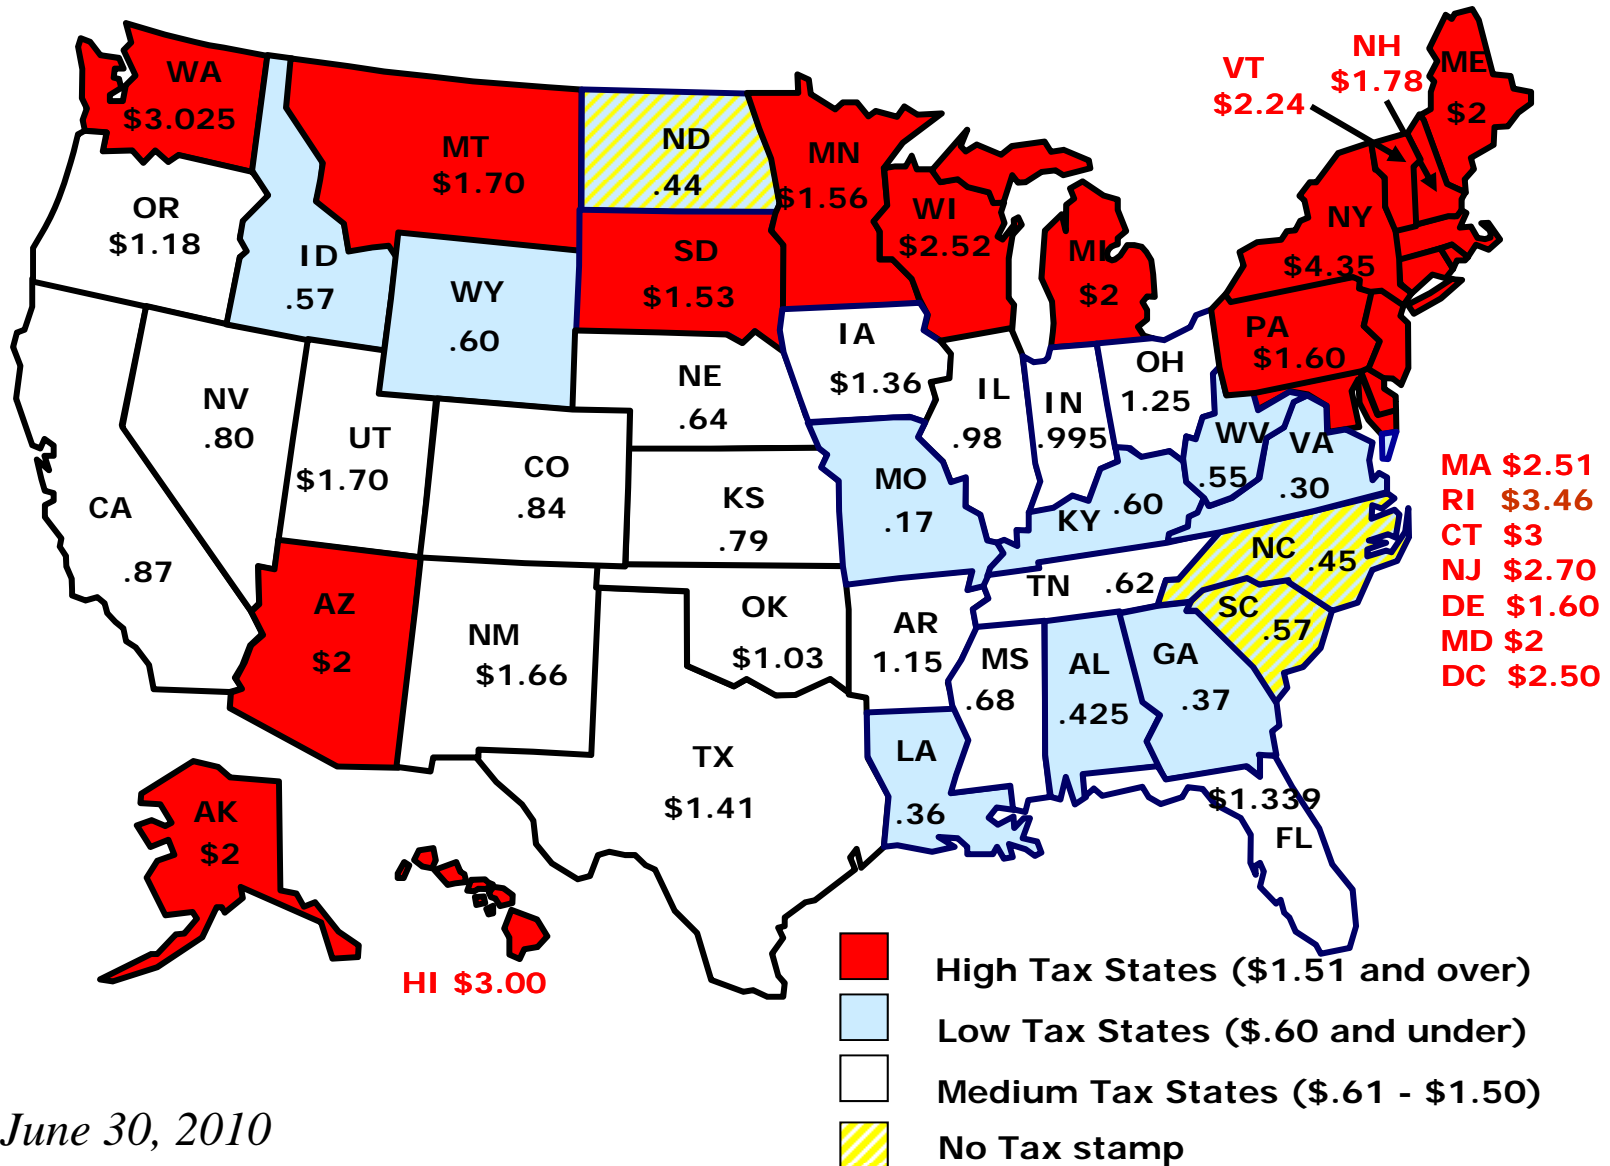 WA
$3.025
OR
$1.18
CA
.87
ID
.57
NV
.80
MT
$1.70
WY
.60
UT
$1.70
AZ
$2
CO
.84
NM
$1.66
ND
.44
SD
$1.53
NE
.64
KS
.79
OK
$1.03
TX
$1.41
MN
$1.56
IA
$1.36
MO
.17
AR
1.15
LA
.36
WI
$2.52
IL
.98
MI
$2
IN
.995
OH
1.25
KY .60
TN .62
MS
.68
AL
.425
GA
.37
$1.339
FL
SC
.57
NC
.45
WV
.55
VA
.30
PA
$1.60
NY
$4.35
VT
$2.24
NH
$1.78
ME
$2
MA $2.51
RI $3.46
CT $3
NJ $2.70
DE $1.60
MD $2
DC $2.50
AK
$2
HI $3.00
High Tax States ($1.51 and over)
Low Tax States ($.60 and under)
Medium Tax States ($.61 - $1.50)
No Tax stamp
June 30, 2010